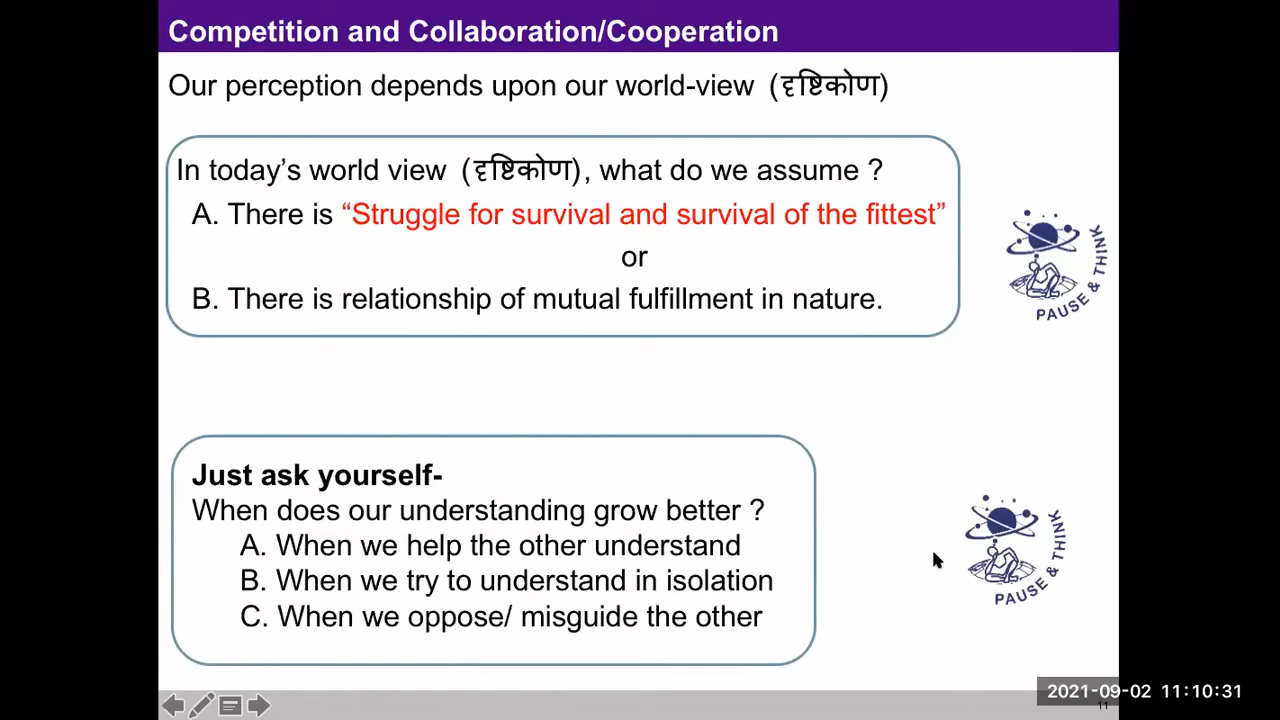 Competition and Collaboration/Cooperation
Our perception depends upon our world-view (दृष्टिकोण)
In today’s world view (दृष्टिकोण), what do we assume ?
A. There is “Struggle for survival and survival of the fittest”
or
B. There is relationship of mutual fulfillment in nature.
PAUSE & THINK
Just ask yourself-
When does our understanding grow better ?
A. When we help the other understand
B. When we try to understand in isolation
C. When we oppose/ misguide the other
PAUSE & THINK
2021-09-02 11:10:31
11